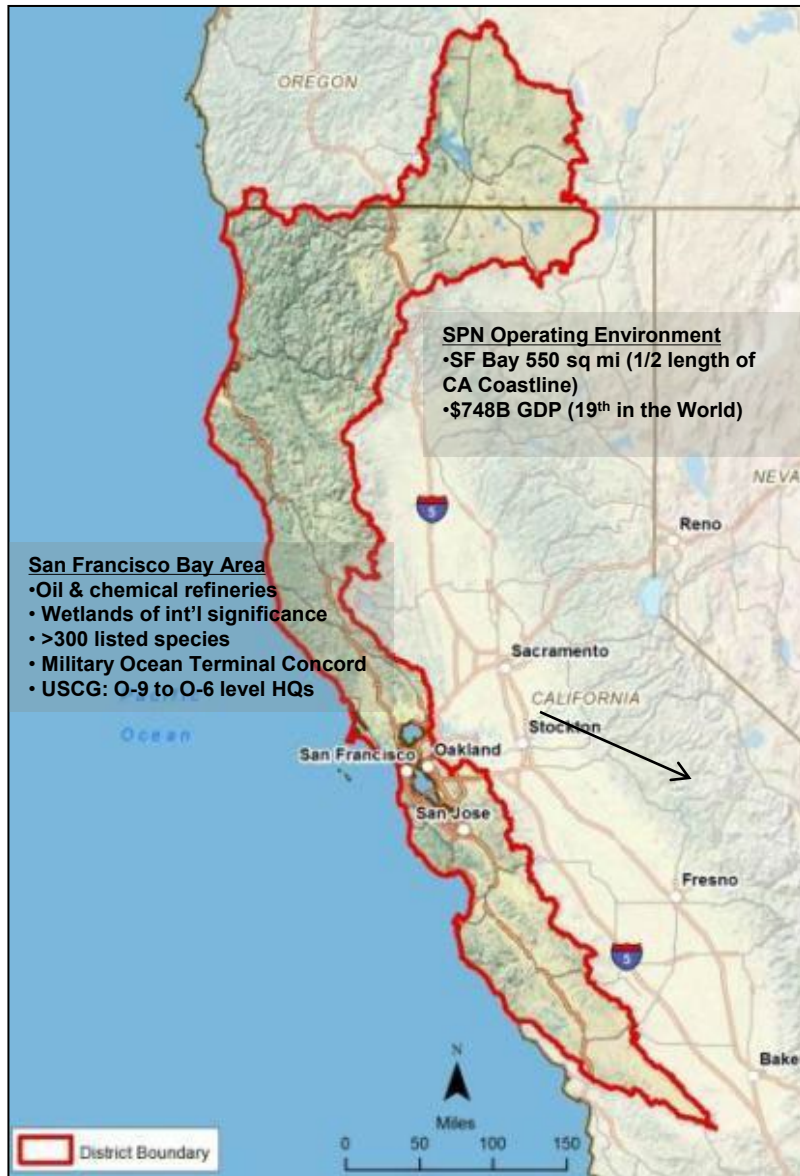 OREGON
SPN Operating Environment
•SF Bay 550 sq mi (1/2 length of
CA Coastline)
•$748B GDP (19th in the World)
NEVA
5
Reno
San Francisco Bay Area
•Oil & chemical refineries
• Wetlands of int'l significance
• >300 listed species
• Military Ocean Terminal Concord
• USCG: O-9 to O-6 level HQs
Pacific
Ocean
Sacramento
CALIFORNIA
Stockton
San Francisco
Oakland
San Jose
Fresno
5
Bake
N
Miles
0 50 100 150
District Boundary